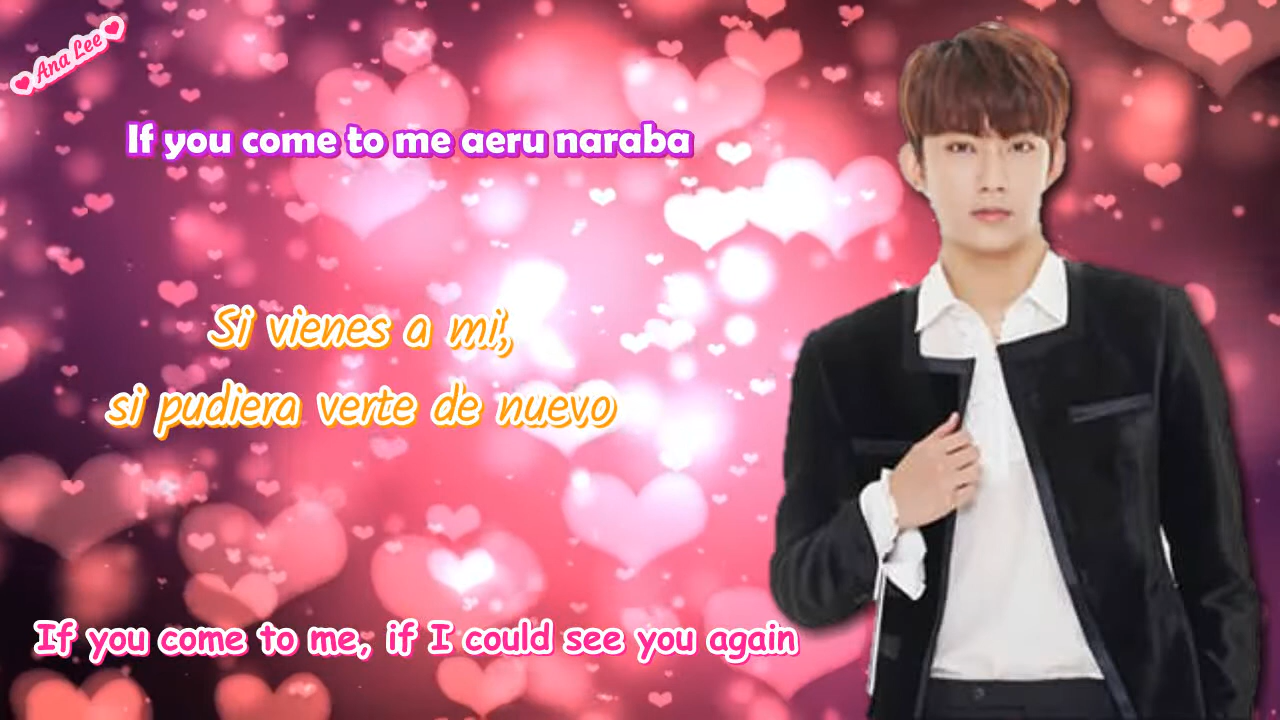 Ana Lee
If you come to me aeru naraba
Si vienes a mi,
si pudiera verte de nuevo
If you come to me, if I could see you again